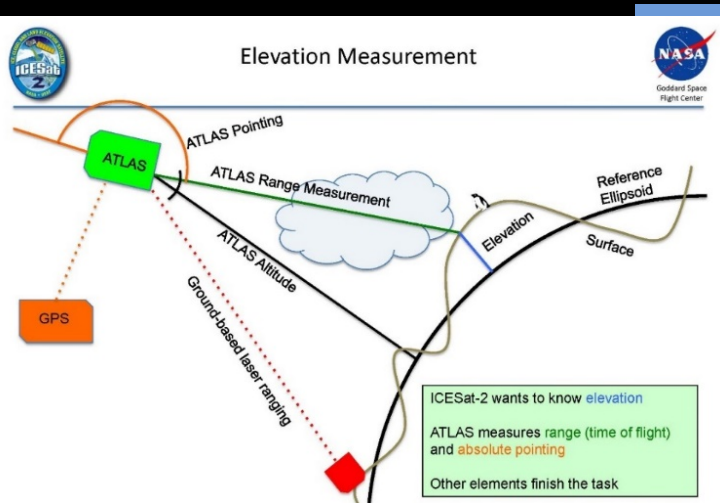 ICESat
2
Elevation Measurement
NASA
Goddard Space
Flight Center
ATLAS Pointing
ATLAS
ATLAS Range Measurement
Reference
Ellipsoid
Elevation
Surface
ATLAS Altitude
Ground-based laser ranging
GPS
ICESat-2 wants to know elevation
ATLAS measures range (time of flight)
and absolute pointing
Other elements finish the task